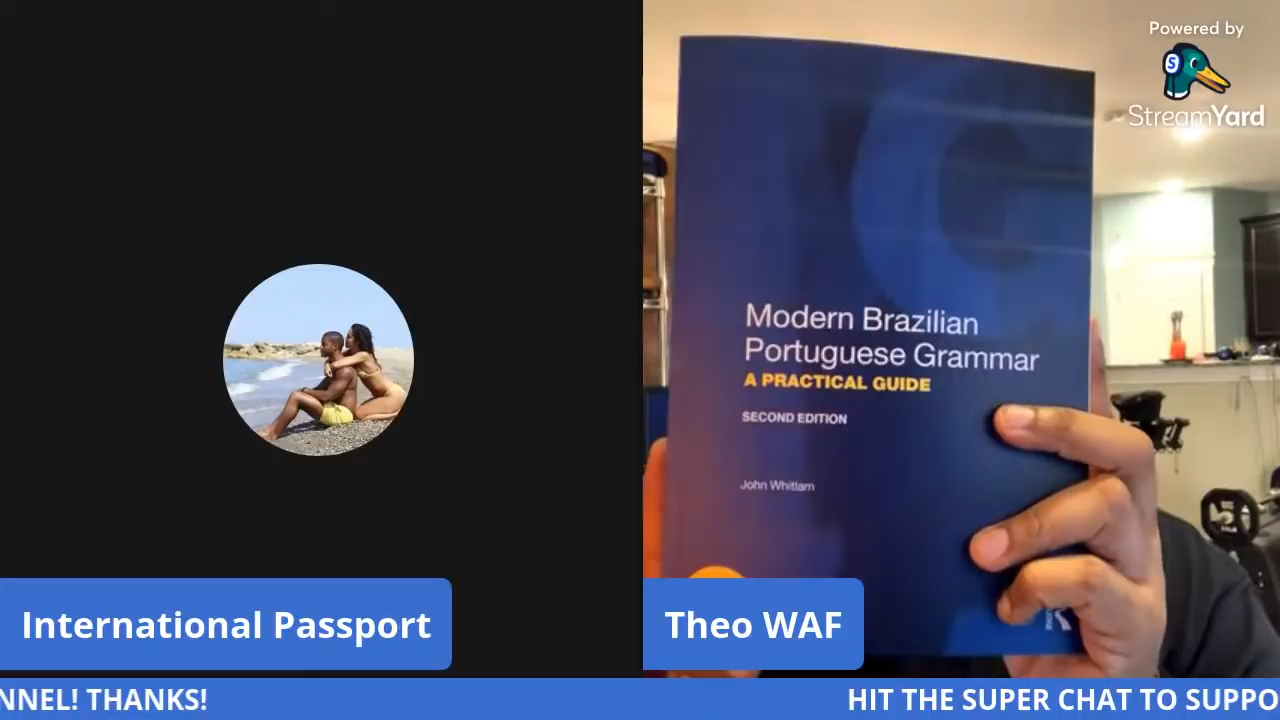 Powered by
StreamYard
Modern Brazilian
Portuguese Grammar
A PRACTICAL GUIDE
SECOND EDITION
John Whitlam
International Passport
Theo WAF
NNEL! THANKS!
HIT THE SUPER CHAT TO SUPPO